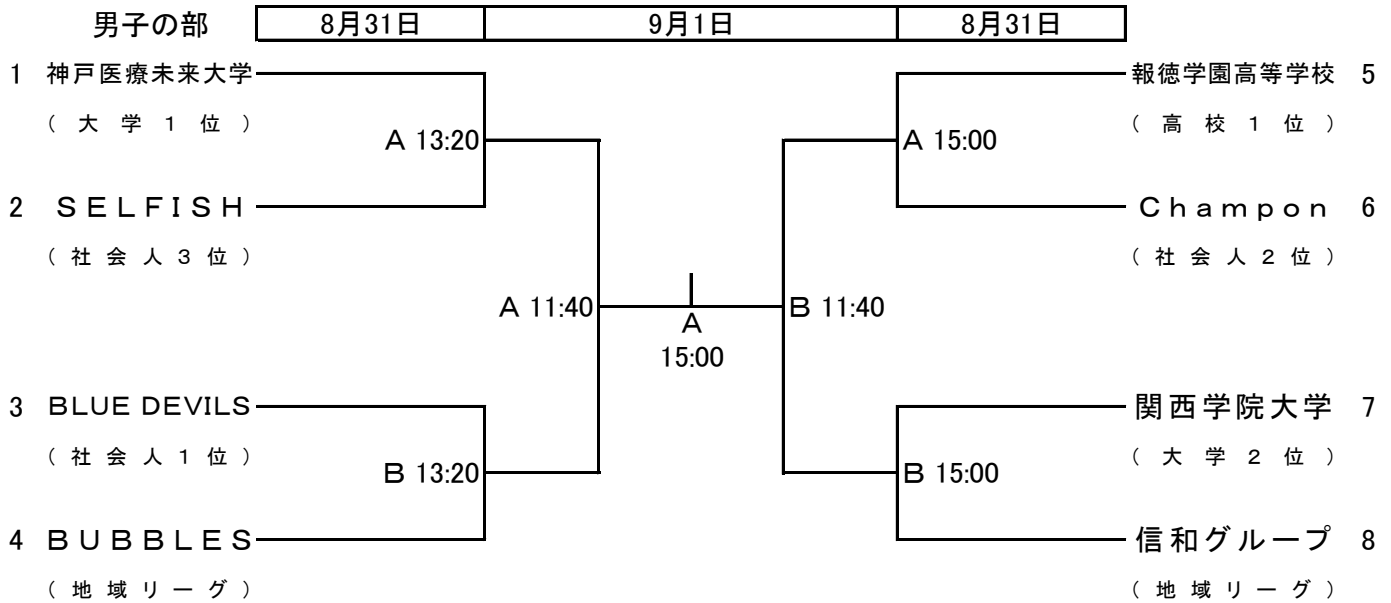 男子の部 8月31日 9月1日 8月31日
1 神戸医療未来大学 報徳学園高等学校 5
(大学1位) (高校1位)
A 13:20 A 15:00
2 SELFISH Champon 6
(社会人3位) (社会人2位)
A 11:40 B 11:40
A
15:00
3 BLUE DEVILS 関西学院大学 7
(社会人1位) (大学2位)
B 13:20 B 15:00
4 BUBBLES 信和グループ 8
(地域リーグ) (地域リーグ)